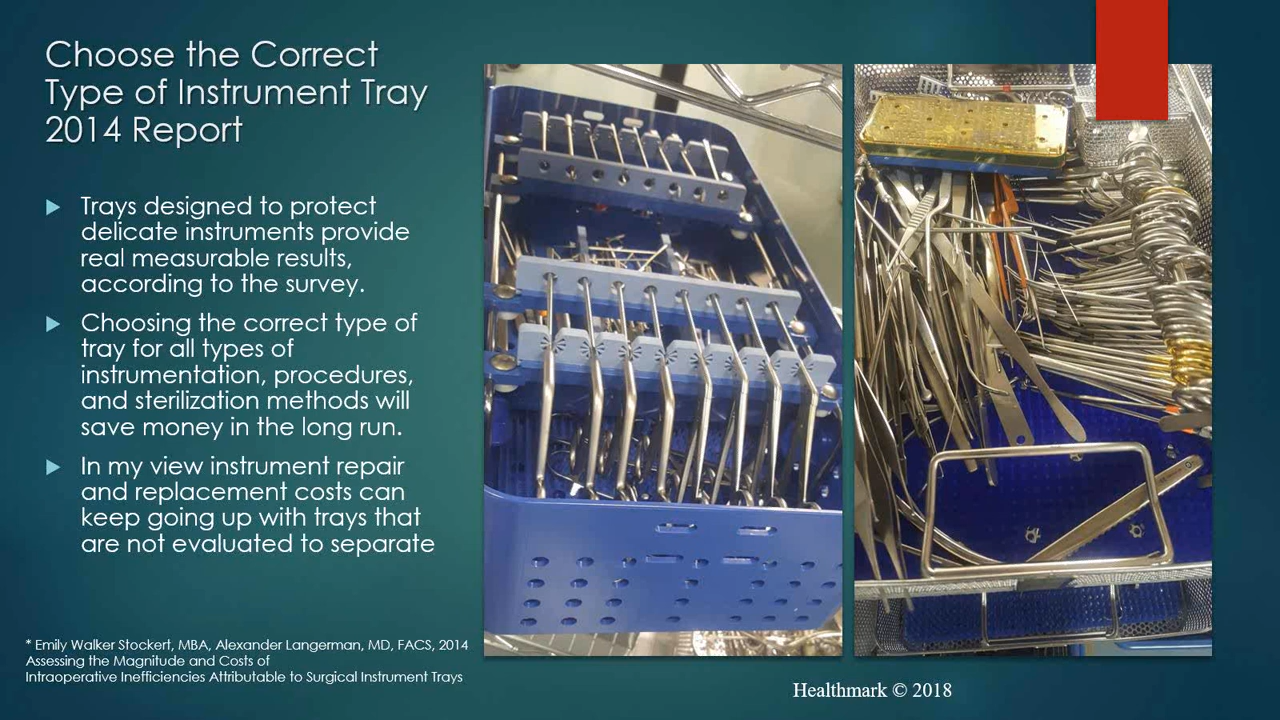 Choose the Correct
Type of Instrument Tray
2014 Report
Trays designed to protect
delicate instruments provide
real measurable results,
according to the survey.
Choosing the correct type of
tray for all types of
instrumentation, procedures,
and sterilization methods will
save money in the long run.
In my view instrument repair
and replacement costs can
keep going up with trays that
are not evaluated to separate
* Emily Walker Stockert, MBA, Alexander Langerman, MD, FACS, 2014
Assessing the Magnitude and Costs of
Intraoperative Inefficiencies Attributable to Surgical Instrument Trays
Healthmark © 2018